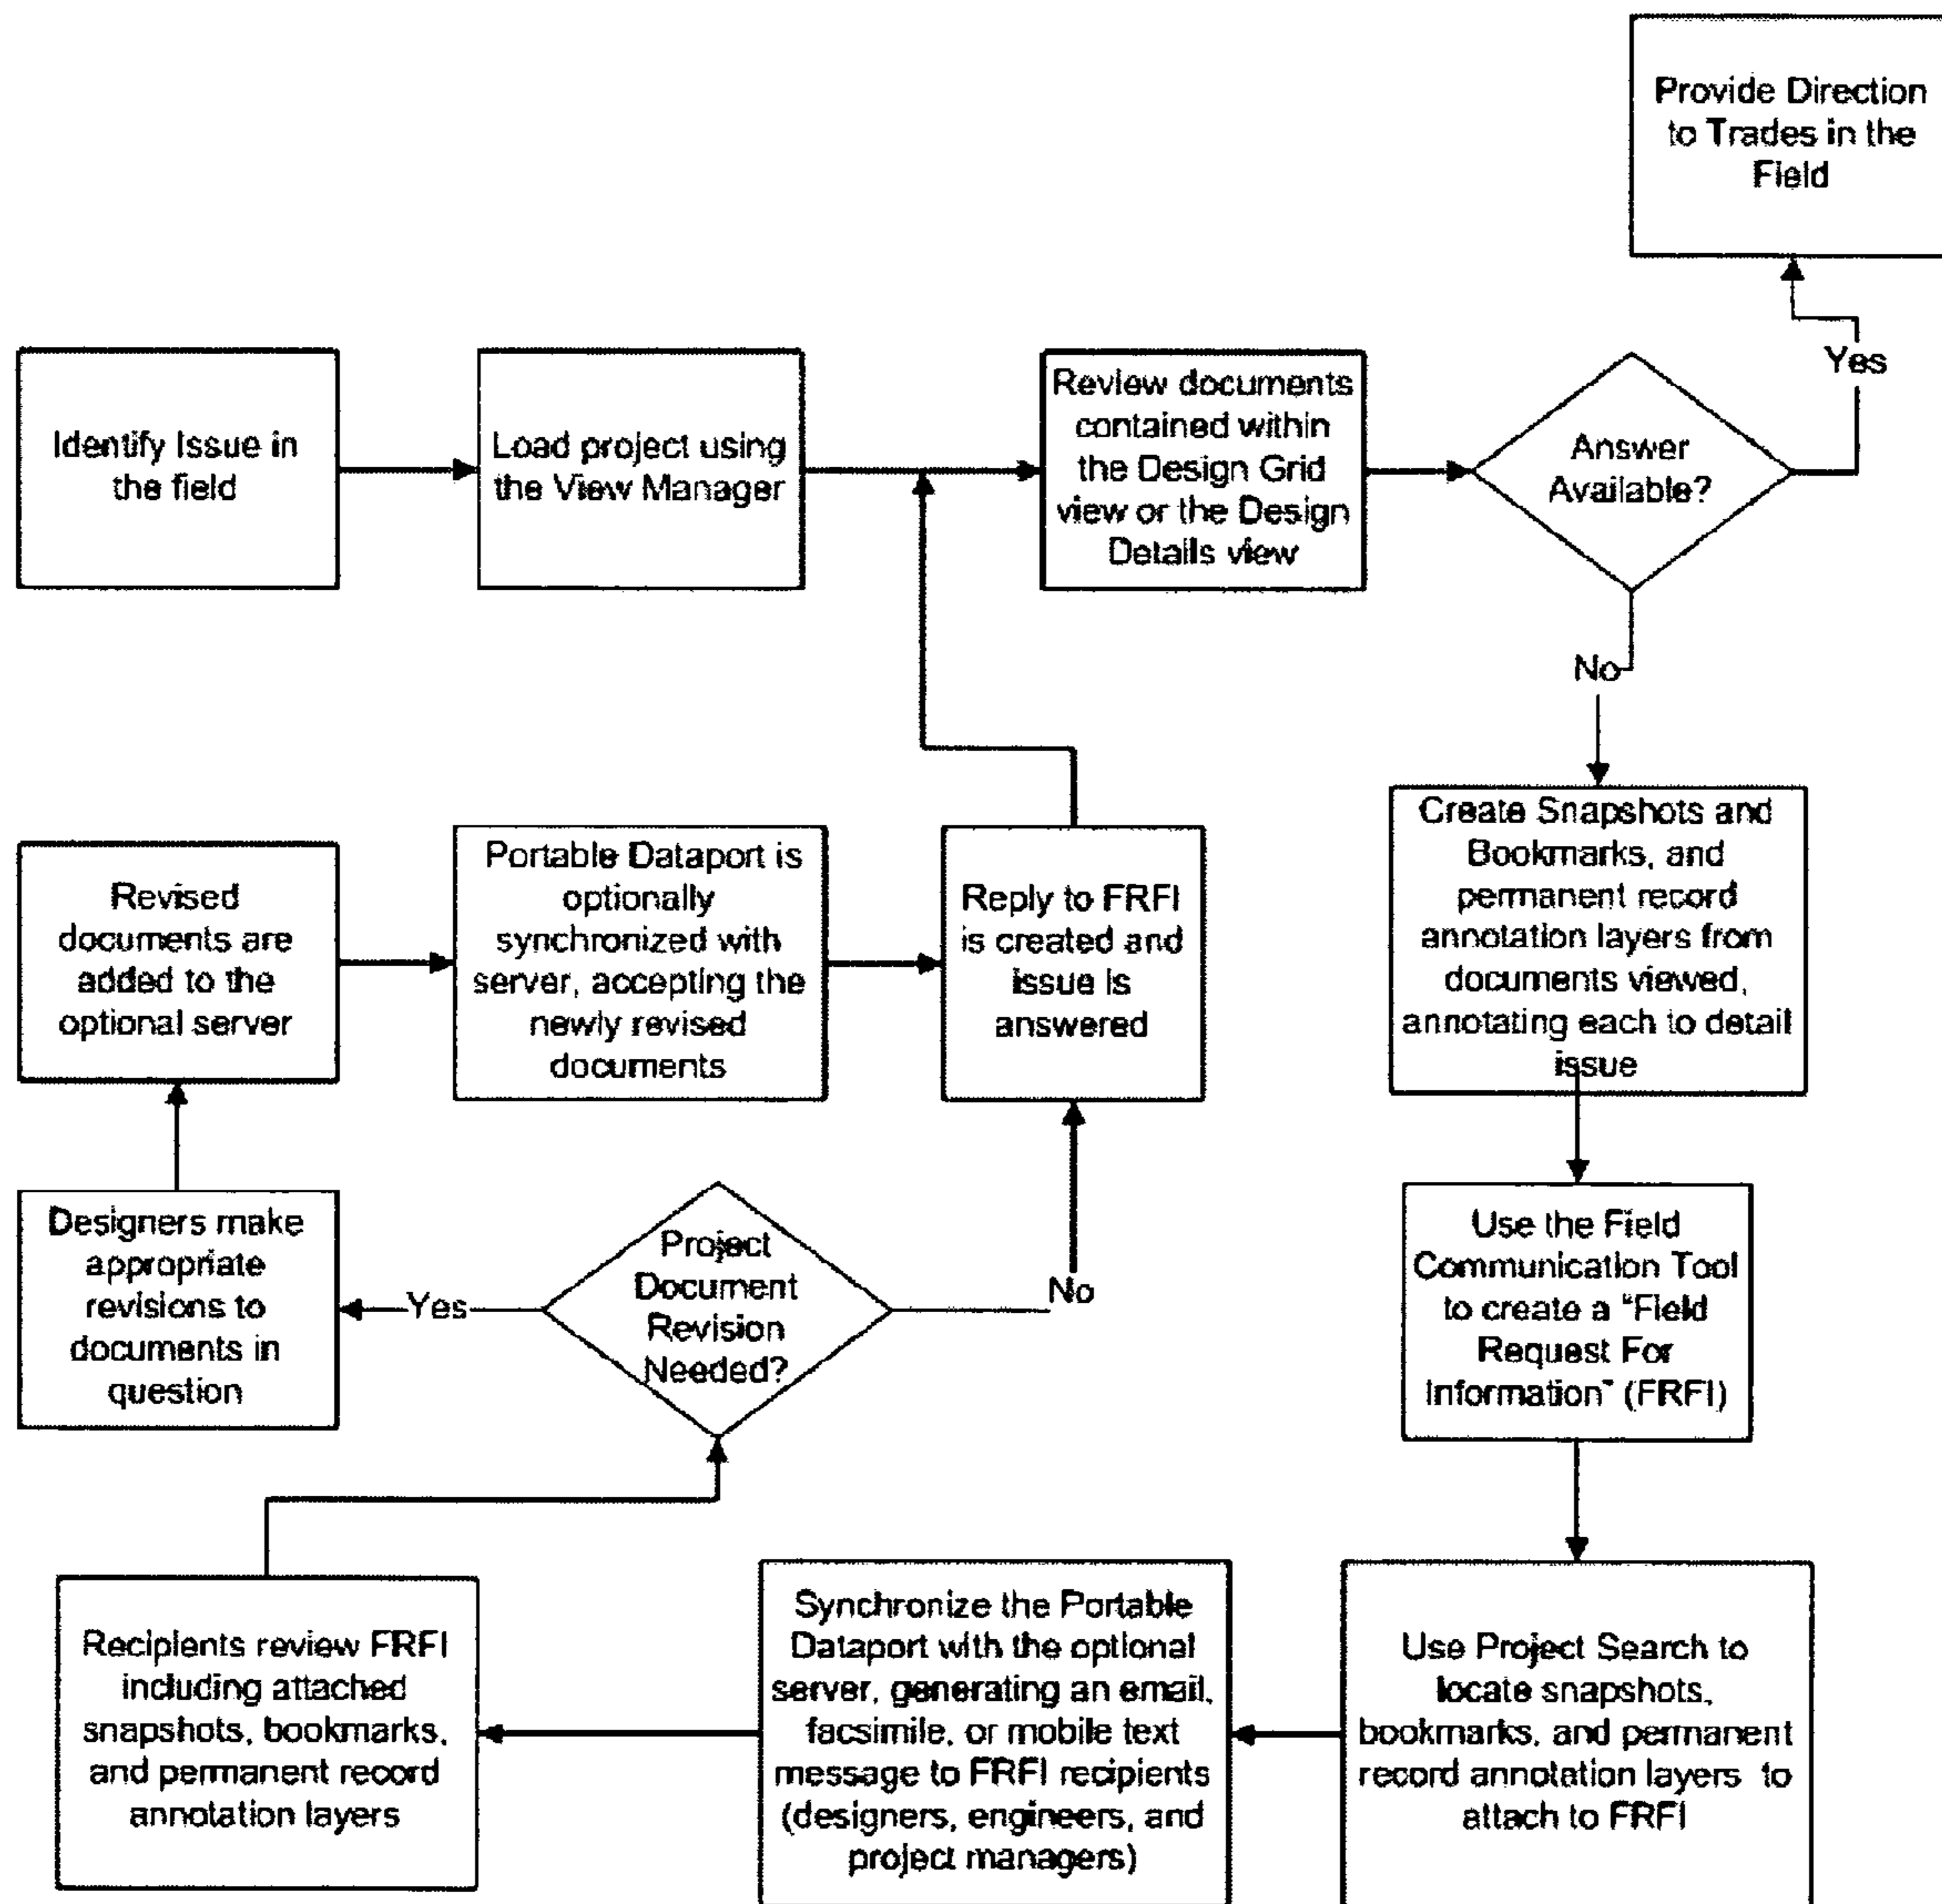 Provide Direction
to Trades in the
Field
Identify Issue in
the field
Load project using
the View Manager
Review documents
contained within
the Design Grid
view or the Design
Details view
Answer
Available?
Yes
No
Create Snapshots and
Bookmarks, and
permanent record
annotation layers from
documents viewed,
annotating each to detail
issue
Revised
documents are
added to the
optional server
Portable Dataport is
optionally
synchronized with
server, accepting the
newly revised
documents
Reply to FRFI
is created and
issue is
answered
Designers make
appropriate
revisions to
documents in
question
Yes
Project
Document
Revision
Needed?
No
Use the Field
Communication Tool
to create a "Field
Request For
Information" (FRFI)
Recipients review FRFI
including attached
snapshots, bookmarks,
and permanent record
annotation layers
Synchronize the Portable
Dataport with the optional
server, generating an email,
facsimile, or mobile text
message to FRFI recipients
(designers, engineers, and
project managers)
Use Project Search to
locate snapshots,
bookmarks, and permanent
record annotation layers to
attach to FRFI